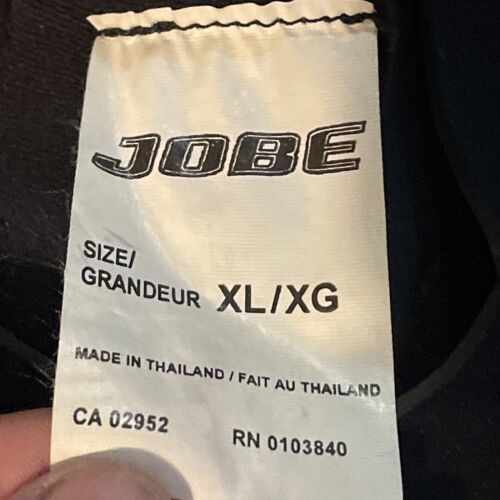 JOBE
SIZE/
GRANDEUR XL/XG
MADE IN THAILAND / FAIT AU THAILAND
CA 02952 RN 0103840